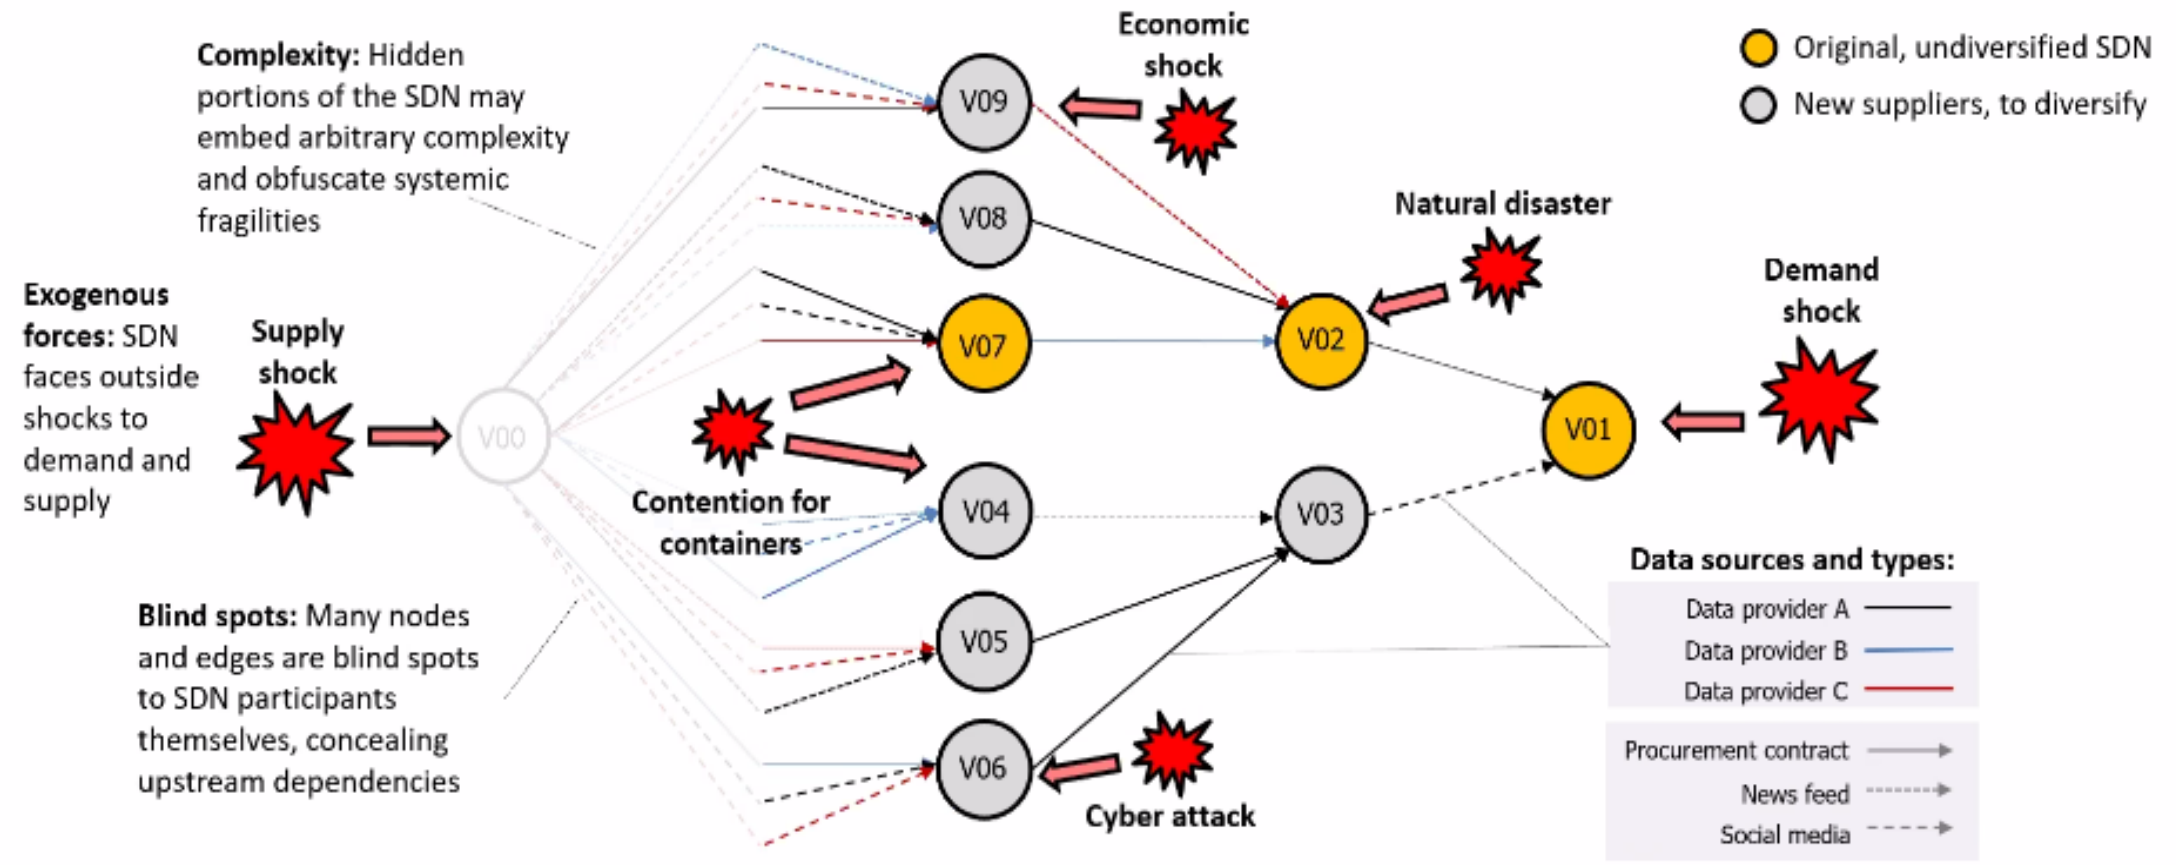 Complexity: Hidden
portions of the SDN may
embed arbitrary complexity
and obfuscate systemic
fragilities
Economic
shock
Original, undiversified SDN
New suppliers, to diversify
V09
V08
Natural disaster
Exogenous
forces: SDN
faces outside
shocks to
demand and
supply
Supply
shock
Demand
shock
V07
V02
V00
V01
Contention for
containers
V04
V03
Blind spots: Many nodes
and edges are blind spots
to SDN participants
themselves, concealing
upstream dependencies
V05
V06
Cyber attack
Data sources and types:
Data provider A
Data provider B
Data provider C
Procurement contract
News feed
Social media